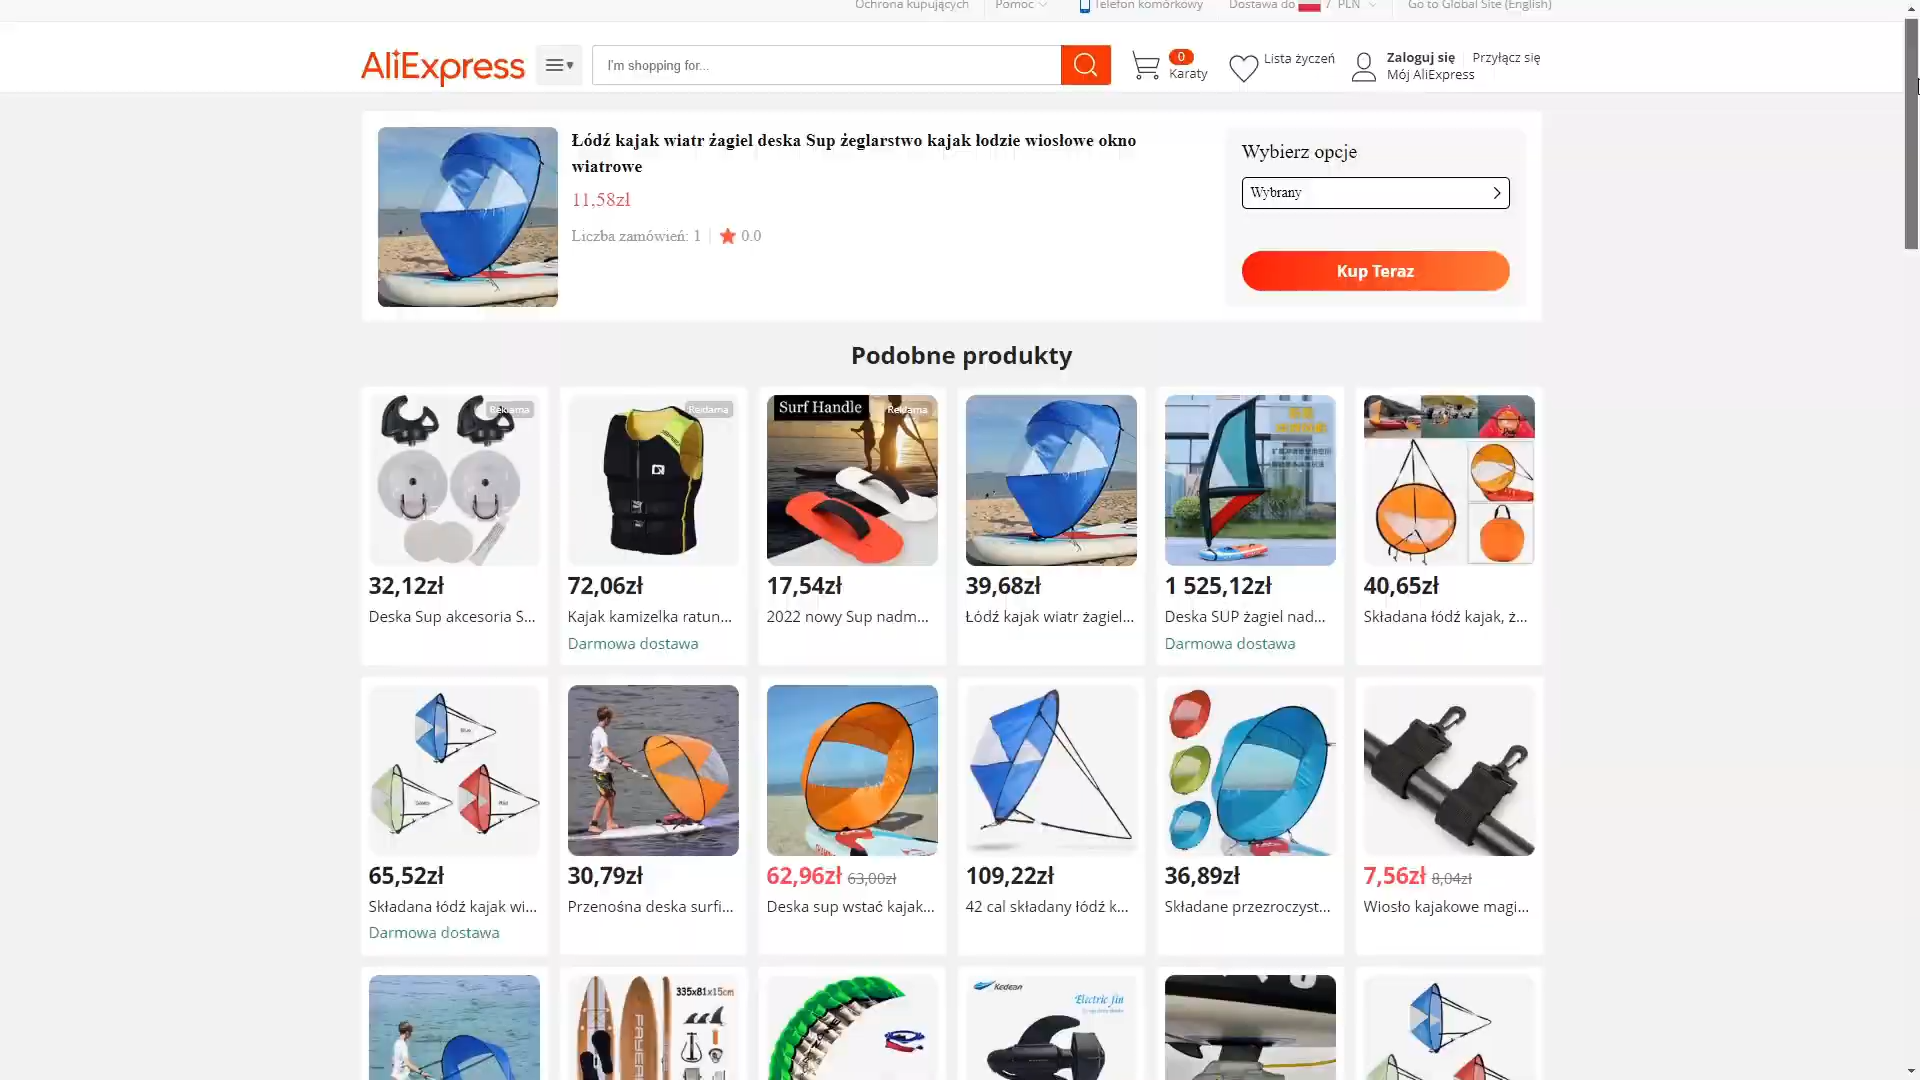 Ochrona kupujących Pomoc Telefon komórkowy Dostawa do / PLN Go to Global Site (English)
AliExpress
I'm shopping for...
0
Karaty
Lista życzeń
Zaloguj się Przyłącz się
Mój AliExpress
Łódź kajak wiatr żagiel deska Sup żeglarstwo kajak łodzie wiosłowe okno
wiatrowe
11,58zł
Liczba zamówień: 1 0.0
Wybierz opcje
Wybrany
Kup Teraz
Podobne produkty
Reklama
32,12zł
Deska Sup akcesoria S...
Reklama
72,06zł
Kajak kamizelka ratun...
Darmowa dostawa
Surf Handle
Reklama
17,54zł
2022 nowy Sup nadm...
39,68zł
Łódź kajak wiatr żagiel...
1 525,12zł
Deska SUP żagiel nad...
Darmowa dostawa
40,65zł
Składana łódź kajak, ż...
65,52zł
Składana łódź kajak wi...
Darmowa dostawa
30,79zł
Przenośna deska surfi...
62,96zł 63,00zł
Deska sup wstać kajak...
109,22zł
42 cal składany łódź k...
36,89zł
Składane przezroczyst...
7,56zł 8,04zł
Wiosło kajakowe magi...
335x81x15cm
Kedean
Electric fin